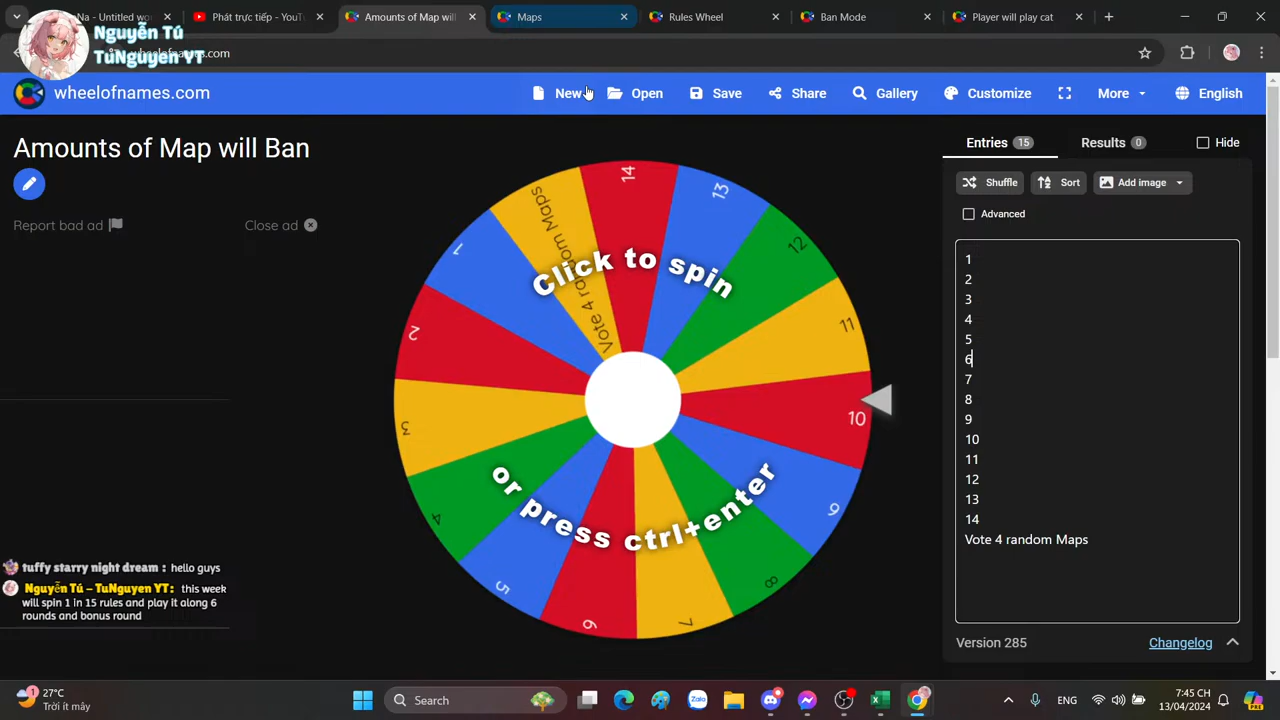 Na - Untitled wo
Phát trực tiếp - YouT
Amounts of Map will
Maps
Rules Wheel
Ban Mode
Player will play cat
Nguyễn Tú
TúNguyen YT
wheelofnames.com
wheelofnames.com
New
Open
Save
Share
Gallery
Customize
More
English
Amounts of Map will Ban
Report bad ad
Close ad
Entries 15
Results 0
Hide
Shuffle
Sort
Add image
Advanced
1
2
3
4
5
6
7
8
9
10
11
12
13
14
Vote 4 random Maps
Version 285
Changelog
Click to spin
or press ctrl+enter
Vote 4 random Maps
14
13
12
11
10
9
8
7
6
5
4
3
2
1
tuffy starry night dream : hello guys
Nguyễn Tú – TuNguyen YT: this week
will spin 1 in 15 rules and play it along 6
rounds and bonus round
1
27°C
Trời ít mây
Search
ENG
7:45 CH
13/04/2024
PRE